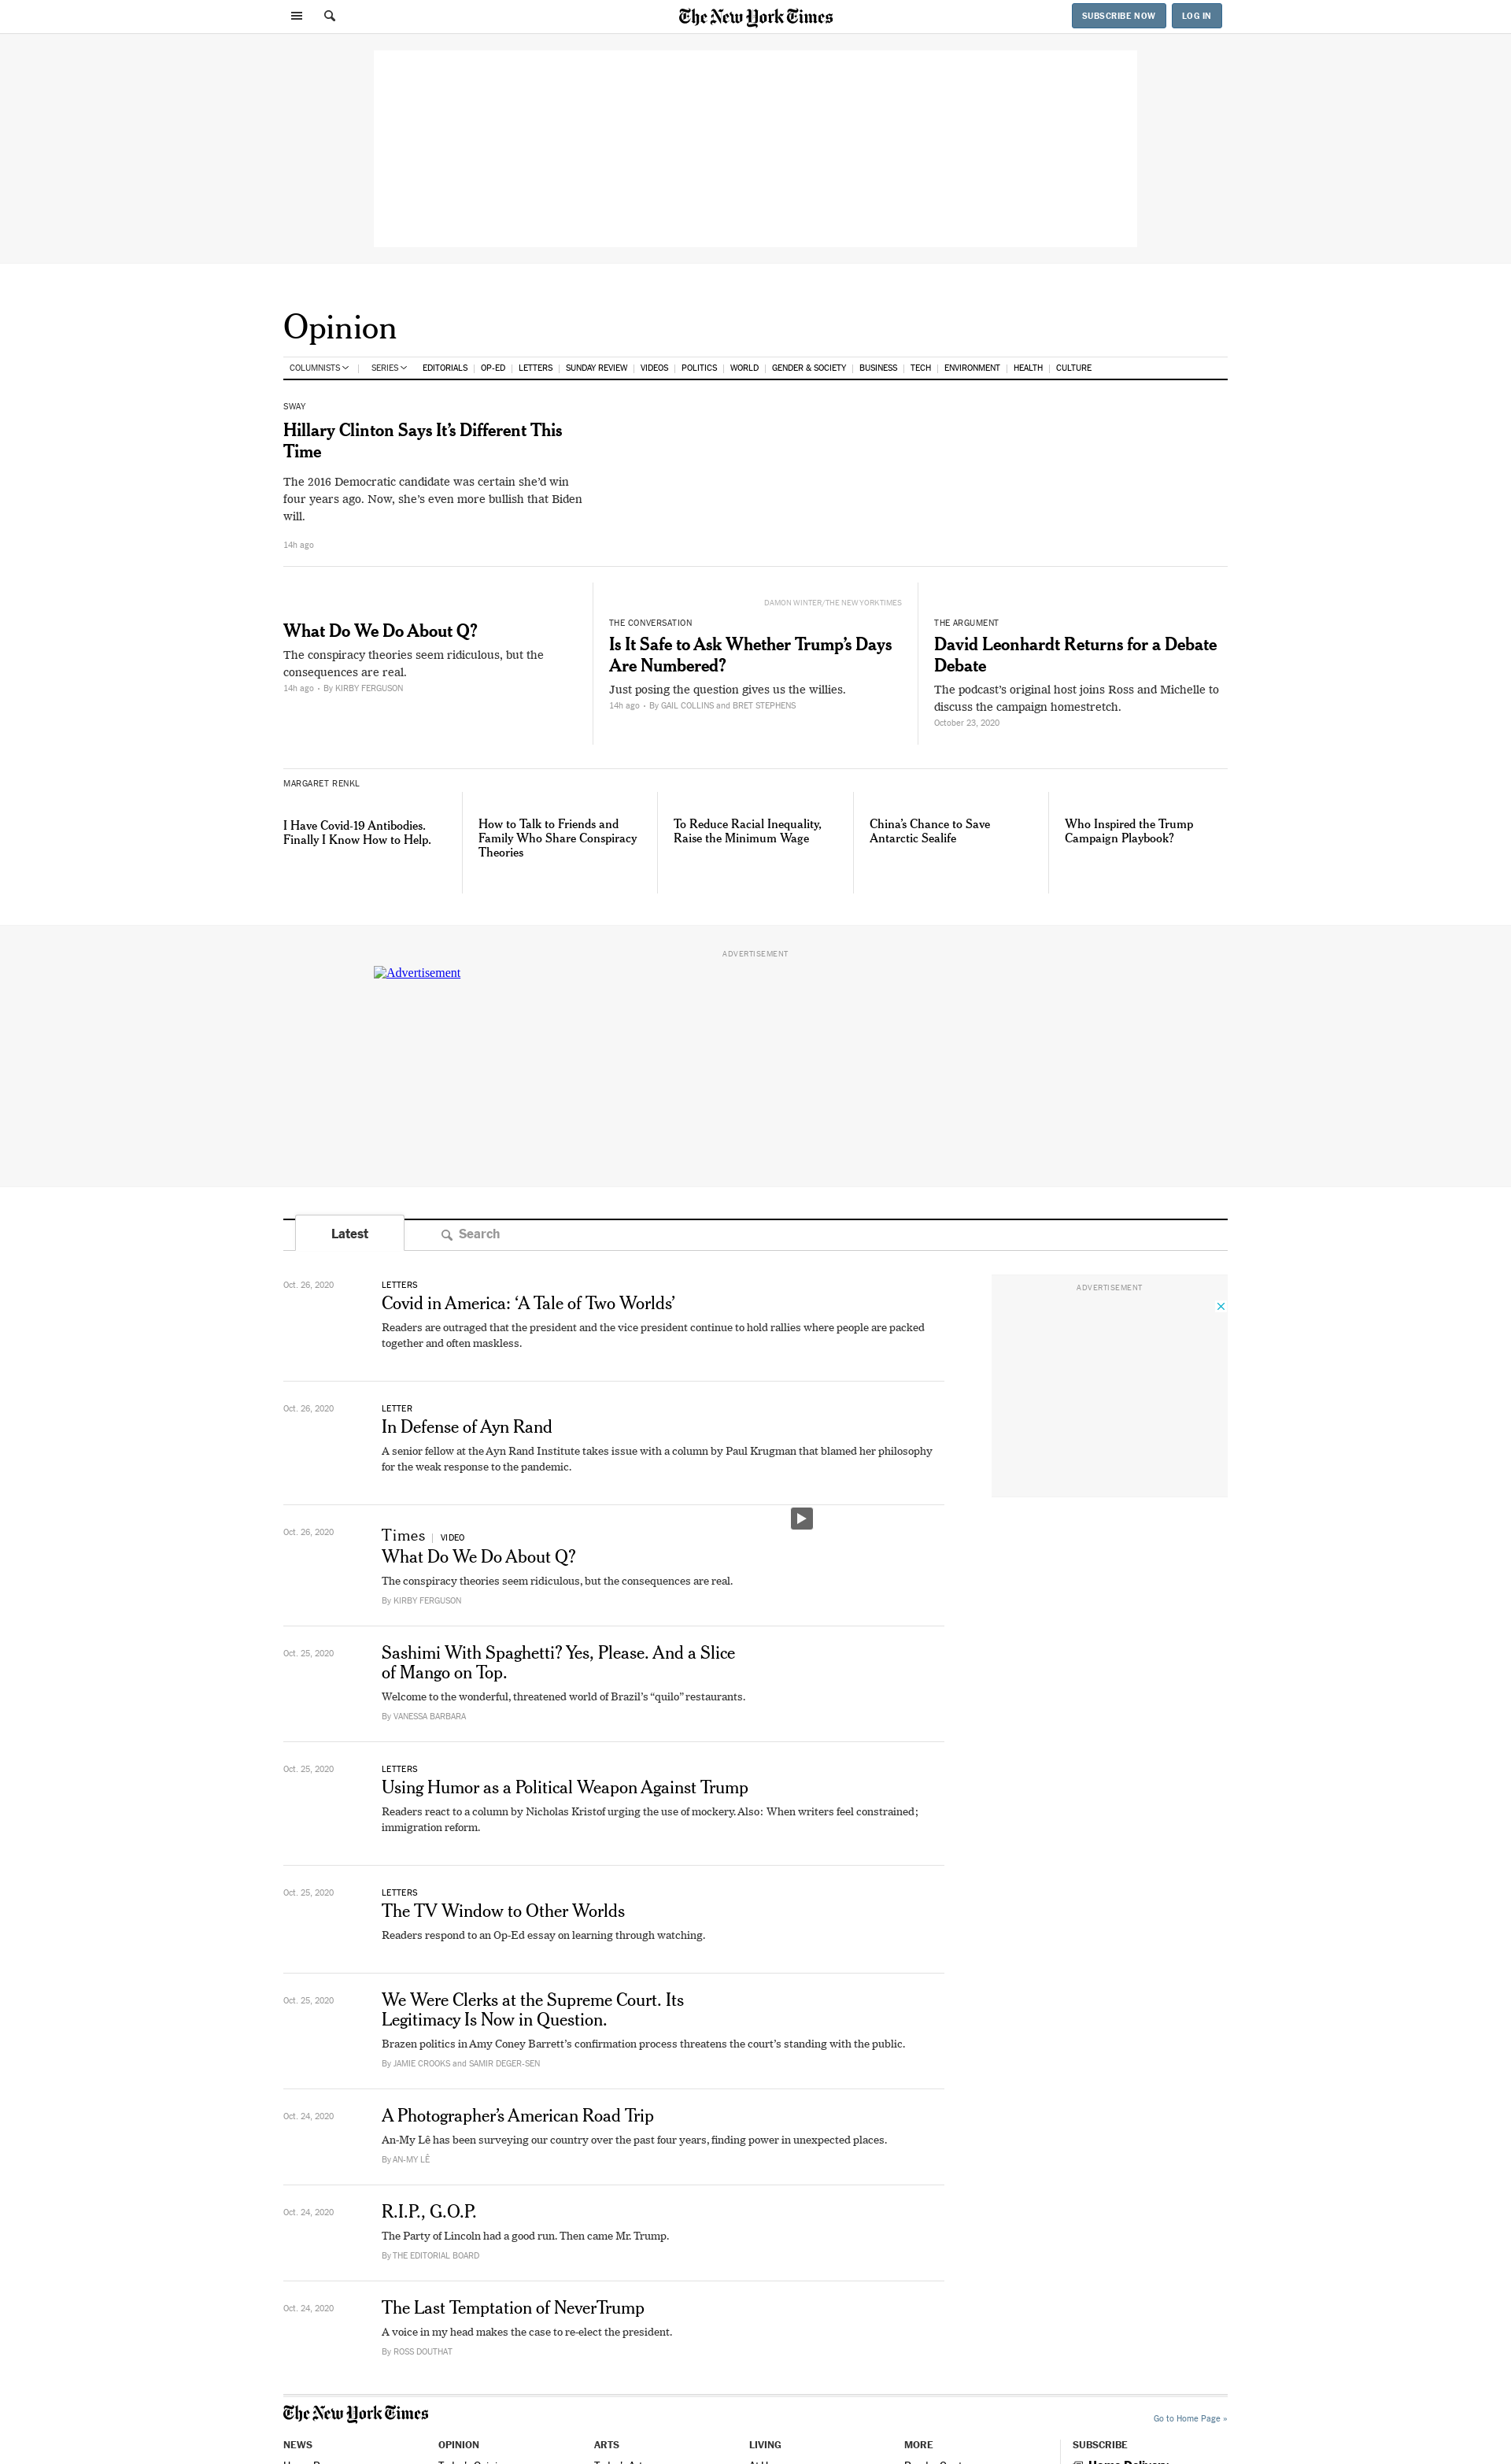 The New York Times
SUBSCRIBE NOW
LOG IN
Opinion
COLUMNISTS
SERIES
EDITORIALS
OP-ED
LETTERS
SUNDAY REVIEW
VIDEOS
POLITICS
WORLD
GENDER & SOCIETY
BUSINESS
TECH
ENVIRONMENT
HEALTH
CULTURE
SWAY
Hillary Clinton Says It’s Different This
Time
The 2016 Democratic candidate was certain she’d win
four years ago. Now, she’s even more bullish that Biden
will.
14h ago
What Do We Do About Q?
The conspiracy theories seem ridiculous, but the
consequences are real.
14h ago • By KIRBY FERGUSON
DAMON WINTER/THE NEW YORK TIMES
THE CONVERSATION
Is It Safe to Ask Whether Trump’s Days
Are Numbered?
Just posing the question gives us the willies.
14h ago • By GAIL COLLINS and BRET STEPHENS
THE ARGUMENT
David Leonhardt Returns for a Debate
Debate
The podcast’s original host joins Ross and Michelle to
discuss the campaign homestretch.
October 23, 2020
MARGARET RENKL
I Have Covid-19 Antibodies.
Finally I Know How to Help.
How to Talk to Friends and
Family Who Share Conspiracy
Theories
To Reduce Racial Inequality,
Raise the Minimum Wage
China’s Chance to Save
Antarctic Sealife
Who Inspired the Trump
Campaign Playbook?
ADVERTISEMENT
Advertisement
Latest
Search
ADVERTISEMENT
Oct. 26, 2020
LETTERS
Covid in America: ‘A Tale of Two Worlds’
Readers are outraged that the president and the vice president continue to hold rallies where people are packed
together and often maskless.
Oct. 26, 2020
LETTER
In Defense of Ayn Rand
A senior fellow at the Ayn Rand Institute takes issue with a column by Paul Krugman that blamed her philosophy
for the weak response to the pandemic.
Oct. 26, 2020
Times | VIDEO
What Do We Do About Q?
The conspiracy theories seem ridiculous, but the consequences are real.
By KIRBY FERGUSON
Oct. 25, 2020
Sashimi With Spaghetti? Yes, Please. And a Slice
of Mango on Top.
Welcome to the wonderful, threatened world of Brazil’s “quilo” restaurants.
By VANESSA BARBARA
Oct. 25, 2020
LETTERS
Using Humor as a Political Weapon Against Trump
Readers react to a column by Nicholas Kristof urging the use of mockery. Also: When writers feel constrained;
immigration reform.
Oct. 25, 2020
LETTERS
The TV Window to Other Worlds
Readers respond to an Op-Ed essay on learning through watching.
Oct. 25, 2020
We Were Clerks at the Supreme Court. Its
Legitimacy Is Now in Question.
Brazen politics in Amy Coney Barrett’s confirmation process threatens the court’s standing with the public.
By JAMIE CROOKS and SAMIR DEGER-SEN
Oct. 24, 2020
A Photographer’s American Road Trip
An-My Lê has been surveying our country over the past four years, finding power in unexpected places.
By AN-MY LÊ
Oct. 24, 2020
R.I.P., G.O.P.
The Party of Lincoln had a good run. Then came Mr. Trump.
By THE EDITORIAL BOARD
Oct. 24, 2020
The Last Temptation of NeverTrump
A voice in my head makes the case to re-elect the president.
By ROSS DOUTHAT
The New York Times
Go to Home Page »
NEWS
OPINION
ARTS
LIVING
MORE
SUBSCRIBE